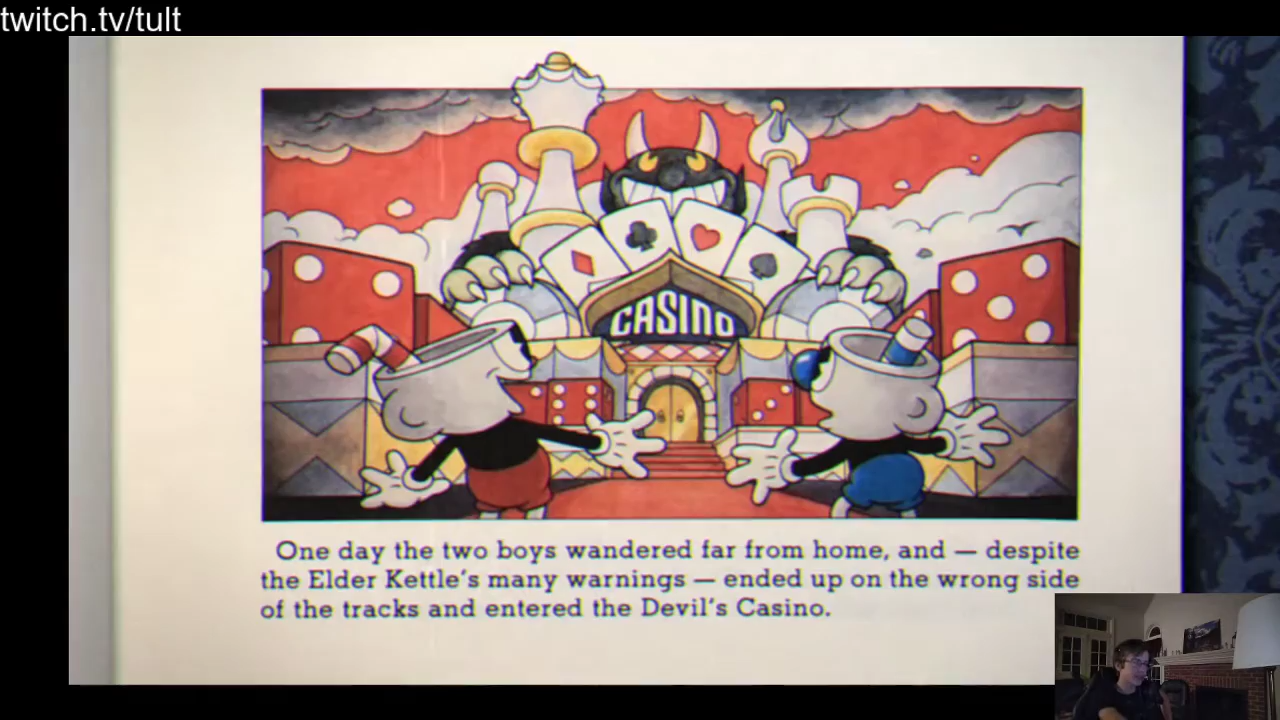 twitch.tv/tult
CASINO
One day the two boys wandered far from home, and — despite
the Elder Kettle's many warnings — ended up on the wrong side
of the tracks and entered the Devil's Casino.